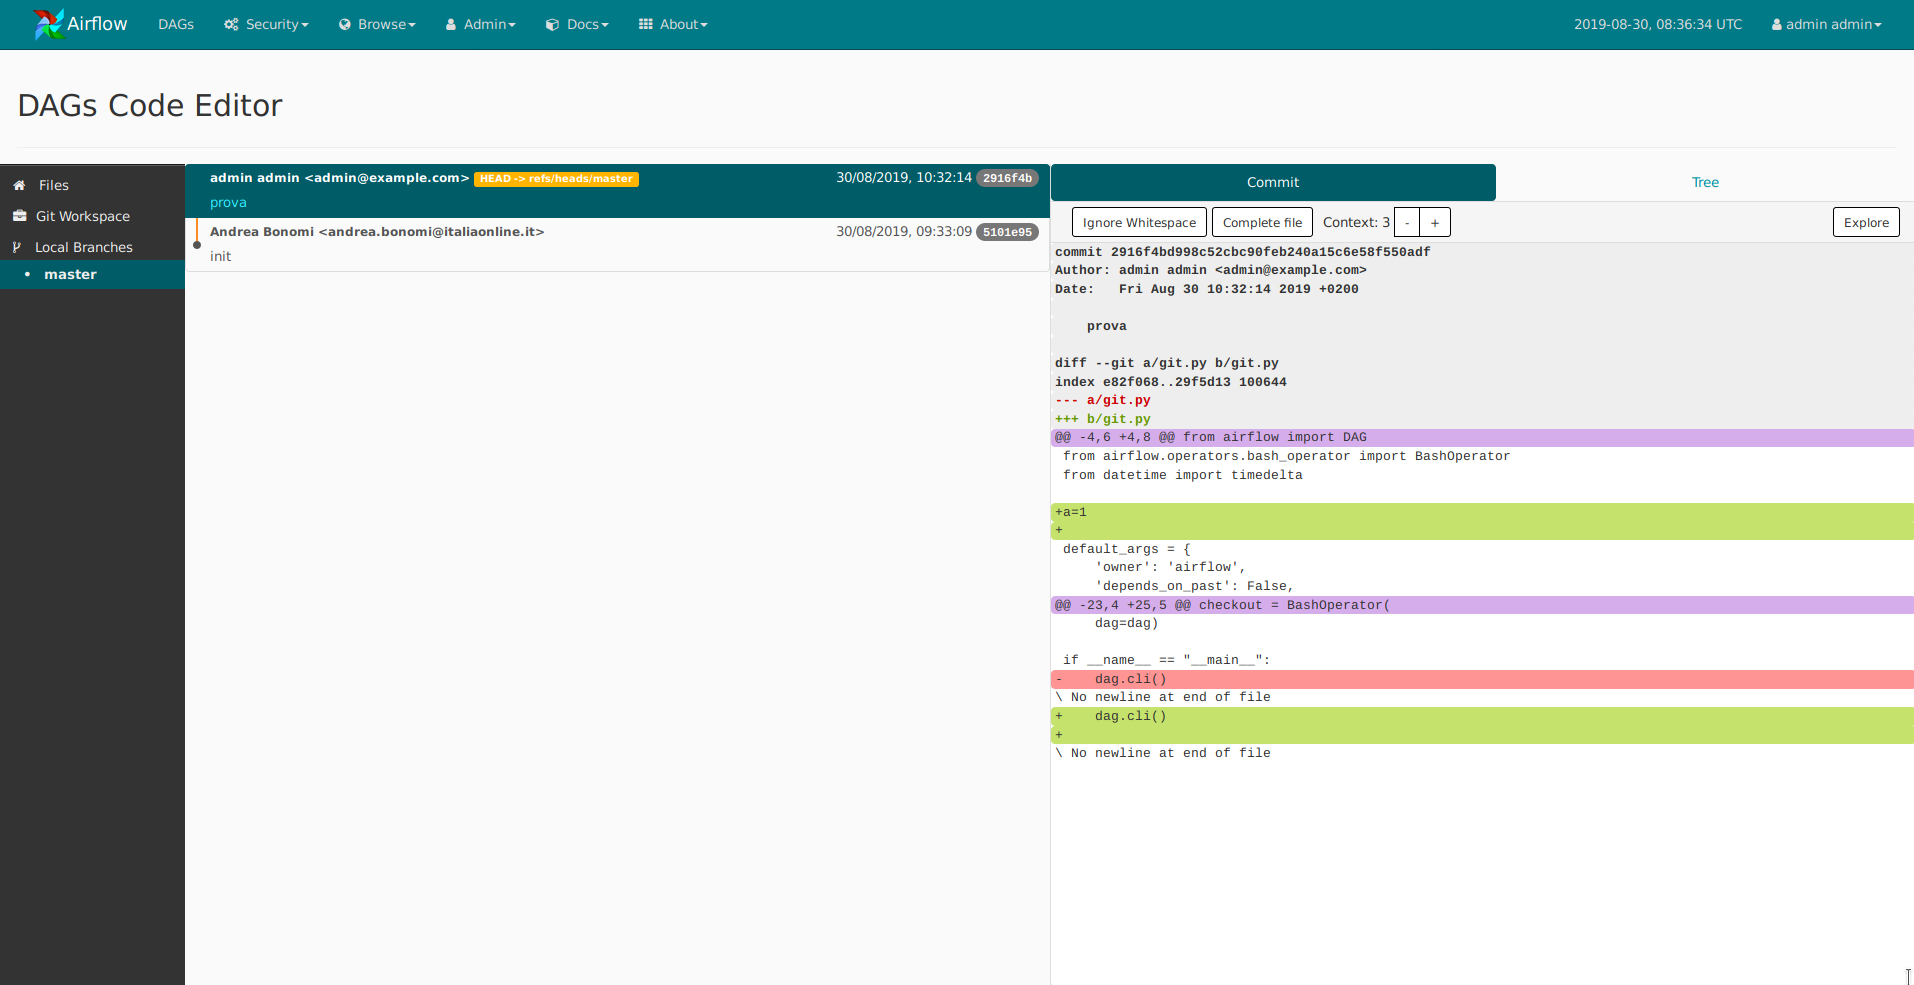 Airflow DAGs Security Browse Admin Docs About 2019-08-30, 08:36:34 UTC admin admin
DAGs Code Editor
Files
Git Workspace
Local Branches
• master
admin admin <admin@example.com> HEAD -> refs/heads/master 30/08/2019, 10:32:14 2916f4b
prova
Andrea Bonomi <andrea.bonomi@italiaonline.it> 30/08/2019, 09:33:09 5101e95
init
Commit Tree
Ignore Whitespace Complete file Context: 3 - + Explore
commit 2916f4bd998c52cbc90feb240a15c6e58f550adf
Author: admin admin <admin@example.com>
Date:   Fri Aug 30 10:32:14 2019 +0200
    prova
diff --git a/git.py b/git.py
index e82f068..29f5d13 100644
--- a/git.py
+++ b/git.py
@@ -4,6 +4,8 @@ from airflow import DAG
 from airflow.operators.bash_operator import BashOperator
 from datetime import timedelta
+a=1
+
 default_args = {
     'owner': 'airflow',
     'depends_on_past': False,
@@ -23,4 +25,5 @@ checkout = BashOperator(
     dag=dag)
 if __name__ == "__main__":
-    dag.cli()
\ No newline at end of file
+    dag.cli()
+
\ No newline at end of file